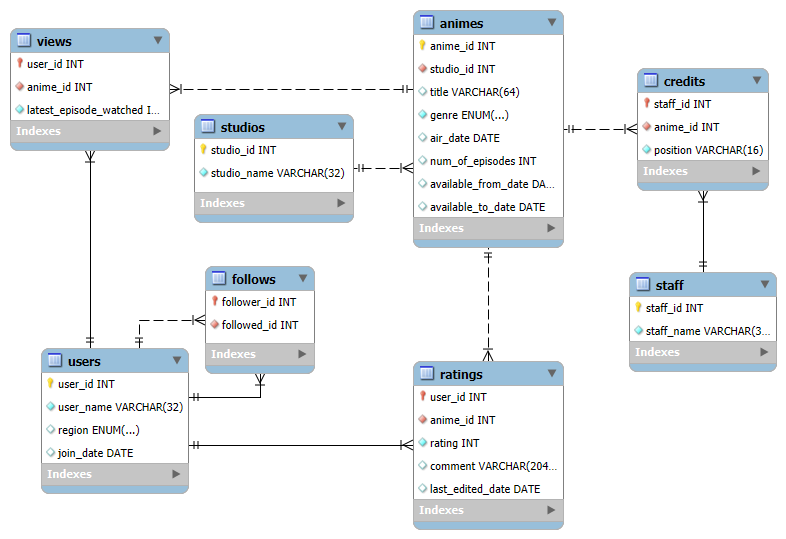 views
user_id INT
anime_id INT
latest_episode_watched I...
Indexes
animes
anime_id INT
studio_id INT
title VARCHAR(64)
genre ENUM(...)
air_date DATE
num_of_episodes INT
available_from_date DA...
available_to_date DATE
Indexes
credits
staff_id INT
anime_id INT
position VARCHAR(16)
Indexes
studios
studio_id INT
studio_name VARCHAR(32)
Indexes
follows
follower_id INT
followed_id INT
Indexes
staff
staff_id INT
staff_name VARCHAR(3...
Indexes
users
user_id INT
user_name VARCHAR(32)
region ENUM(...)
join_date DATE
Indexes
ratings
user_id INT
anime_id INT
rating INT
comment VARCHAR(204...
last_edited_date DATE
Indexes